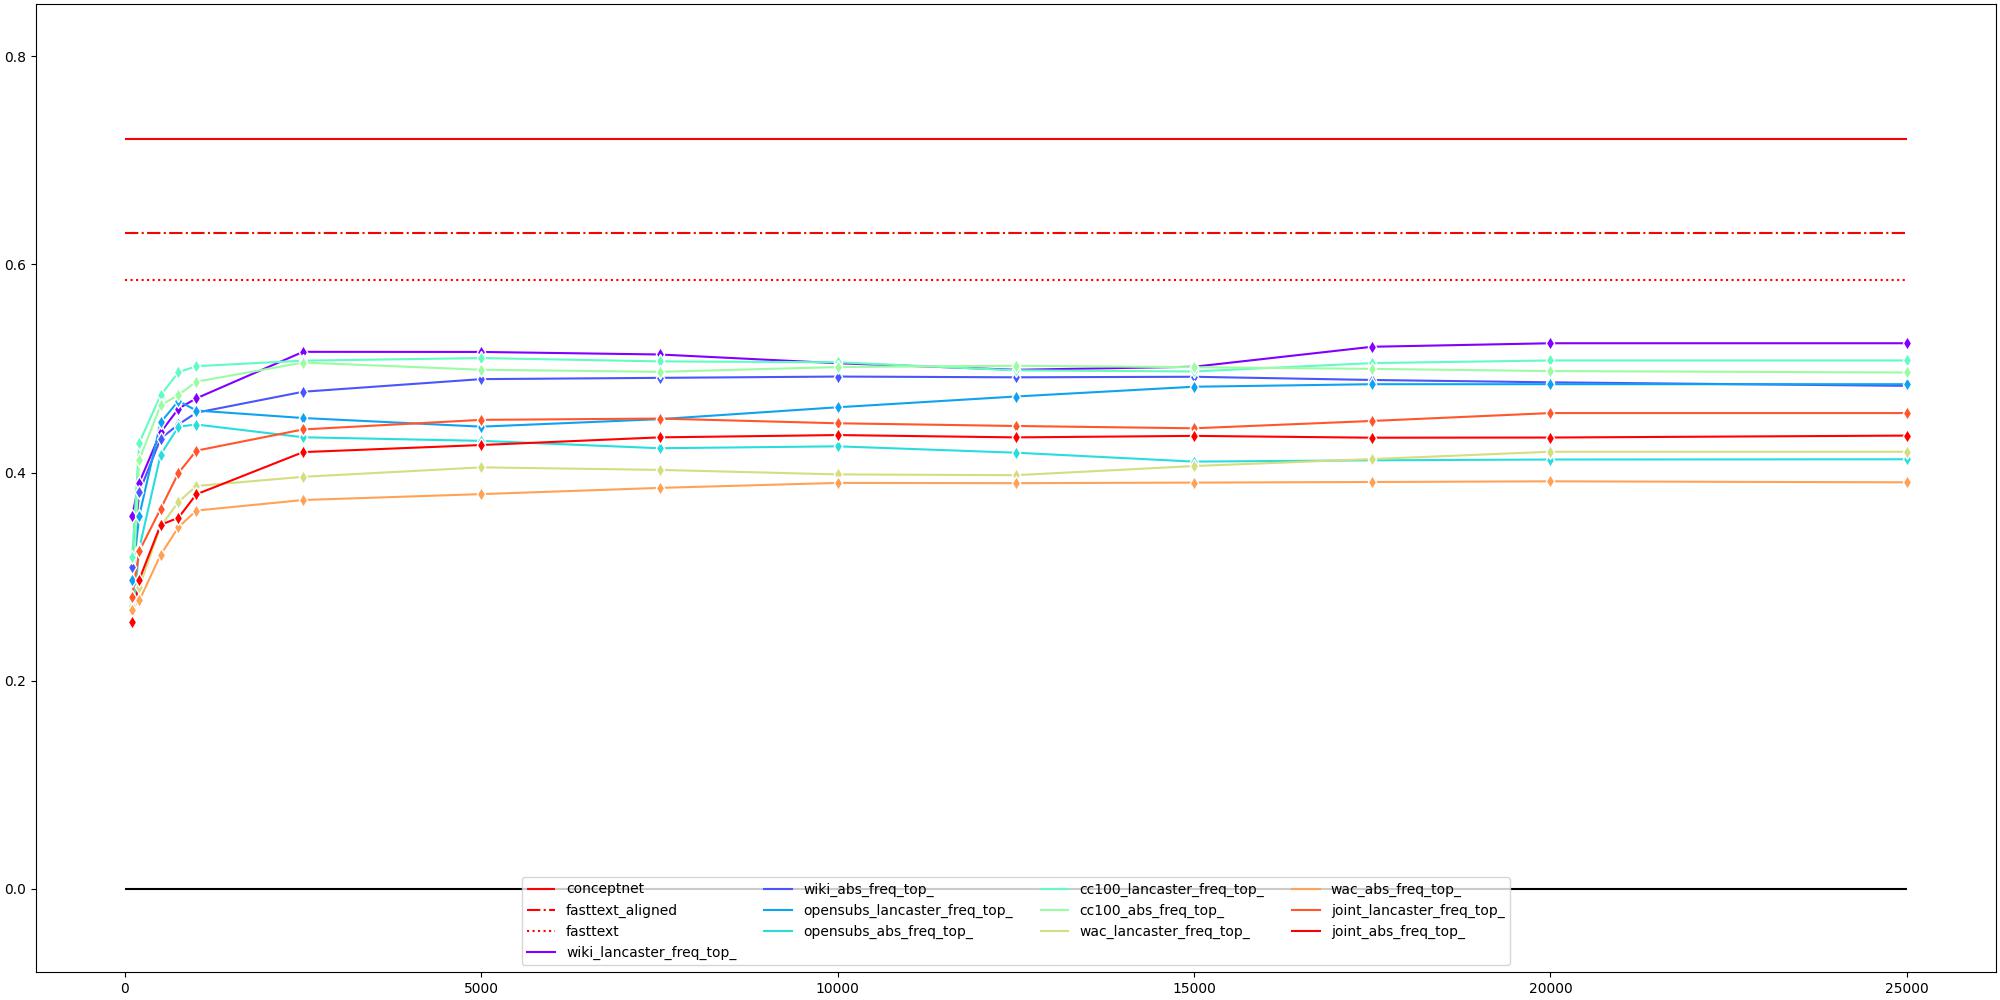 0.8
0.6
0.4
0.2
0.0
conceptnet
fasttext_aligned
fasttext
wiki_lancaster_freq_top_
wiki_abs_freq_top_
opensubs_lancaster_freq_top_
opensubs_abs_freq_top_
cc100_lancaster_freq_top_
cc100_abs_freq_top_
wac_lancaster_freq_top_
wac_abs_freq_top_
joint_lancaster_freq_top_
joint_abs_freq_top_
0
5000
10000
15000
20000
25000